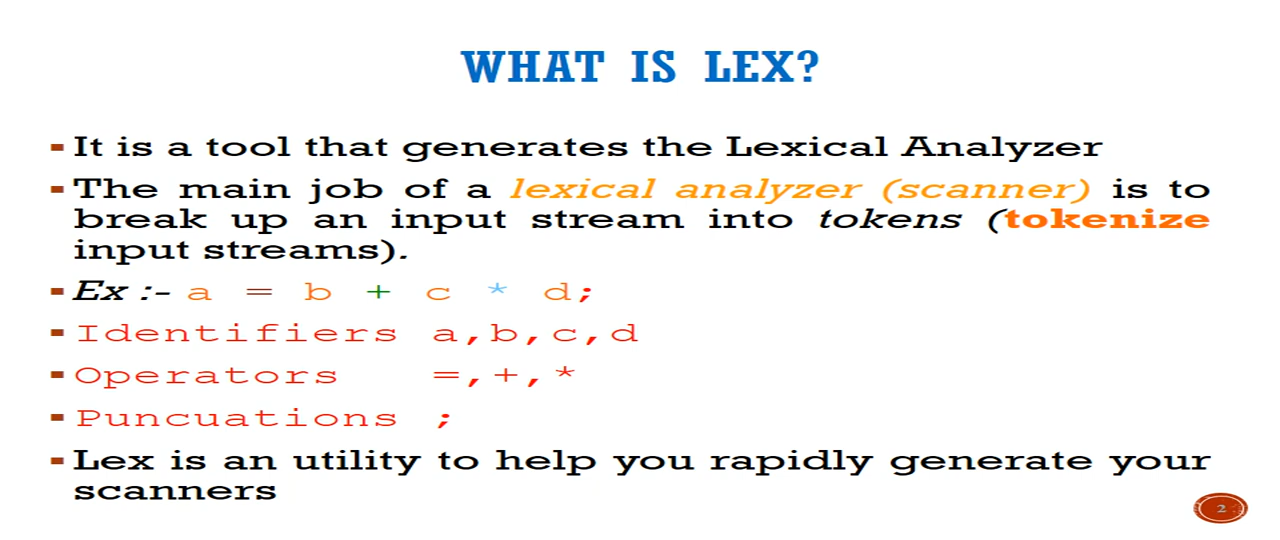 WHAT IS LEX?
▪ It is a tool that generates the Lexical Analyzer
▪ The main job of a lexical analyzer (scanner) is to
break up an input stream into tokens (tokenize
input streams).
▪ Ex :- a = b + c * d;
▪ Identifiers a,b,c,d
▪ Operators =,+,*
▪ Puncuations ;
▪ Lex is an utility to help you rapidly generate your
scanners
2